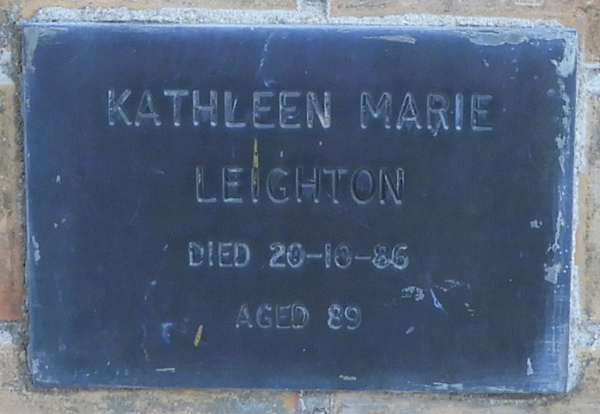 KATHLEEN MARIE
LEIGHTON
DIED 20-10-86
AGED 89